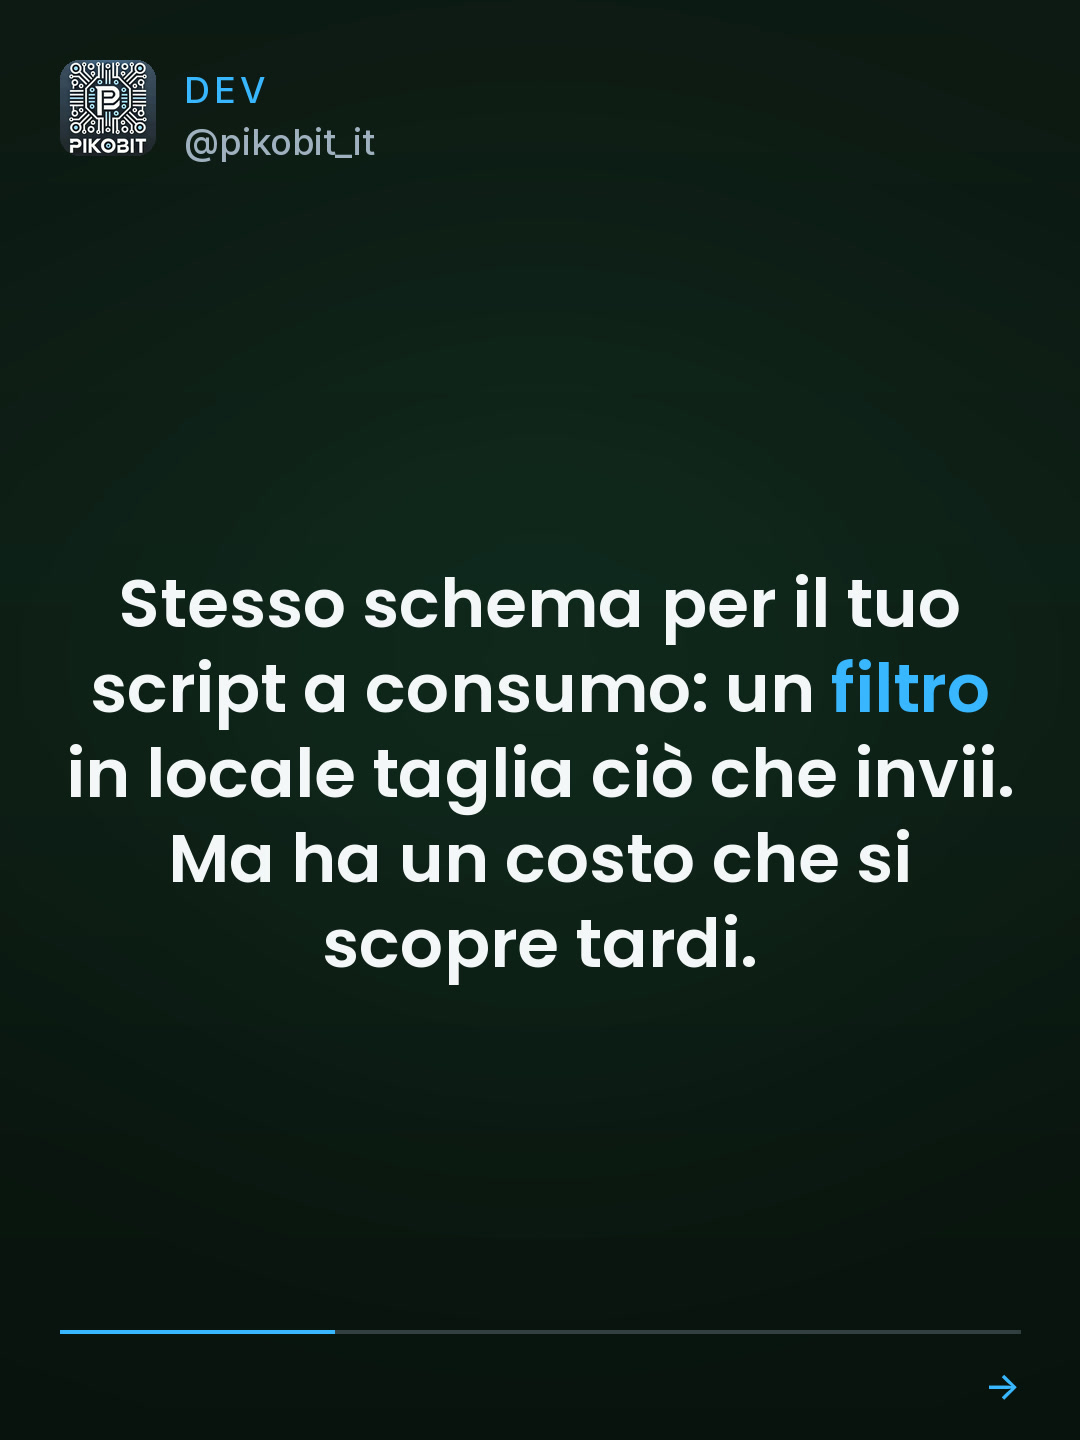 PIKOBIT
DEV
@pikobit_it
Stesso schema per il tuo
script a consumo: un filtro
in locale taglia ciò che invii.
Ma ha un costo che si
scopre tardi.